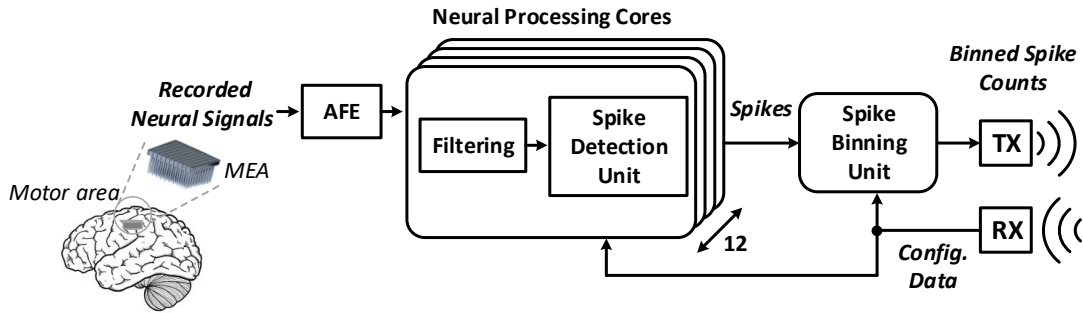 Neural Processing Cores
Recorded
Neural Signals
AFE
Filtering
Spike
Detection
Unit
Spikes
12
Spike
Binning
Unit
Binned Spike
Counts
TX
RX
Config.
Data
MEA
Motor area